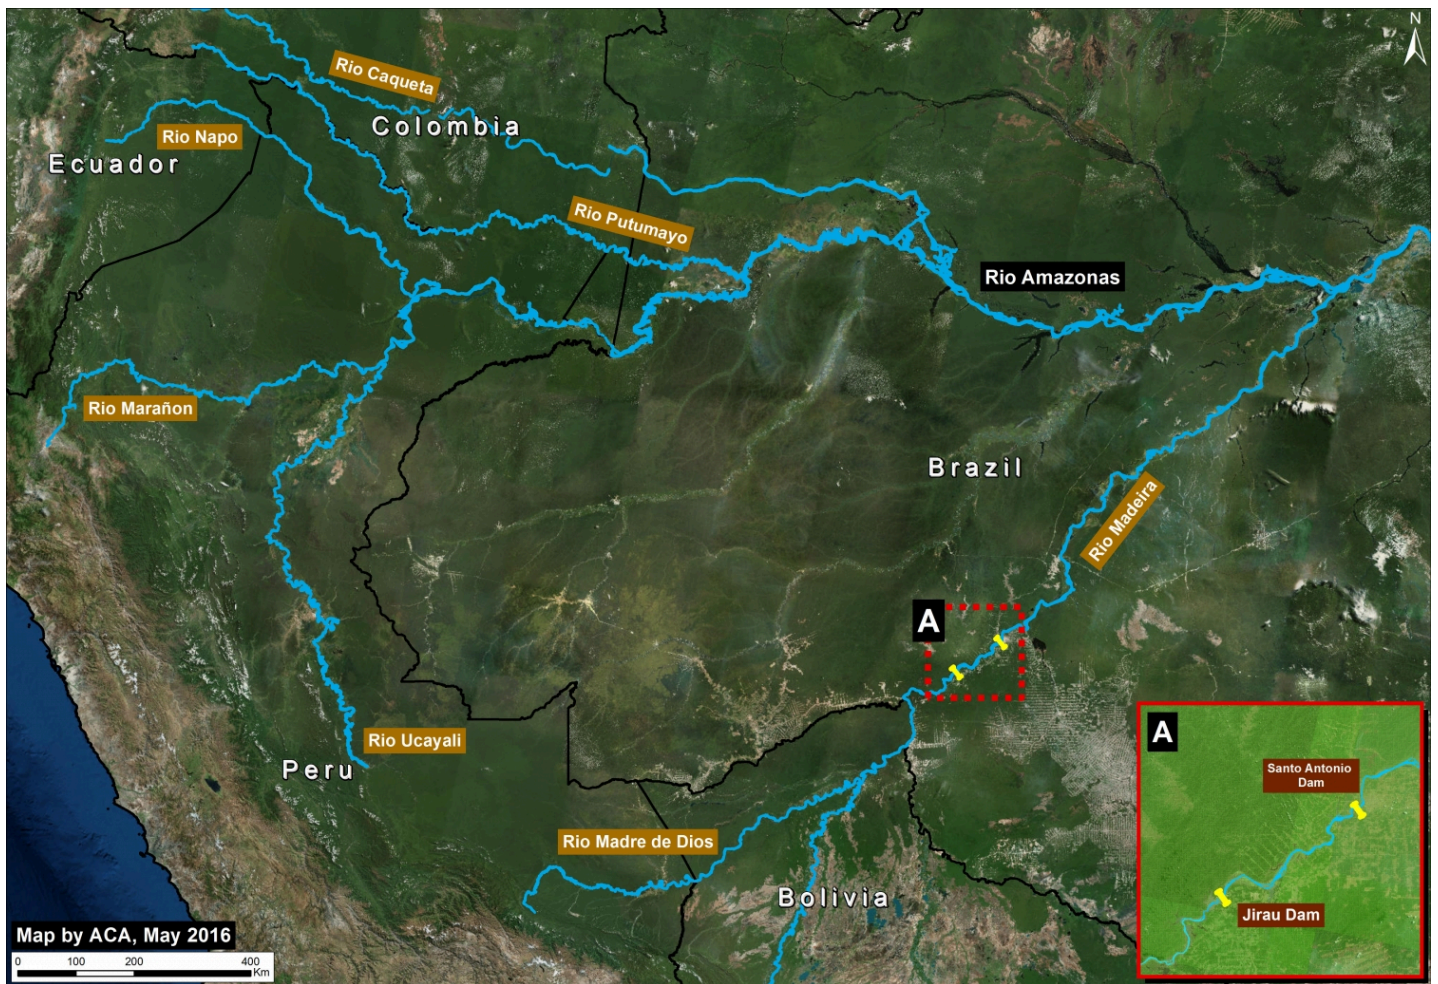 N
Rio Caqueta
Colombia
Rio Napo
Ecuador
Rio Putumayo
Rio Amazonas
Rio Marañon
Brazil
Rio Madeira
A
Rio Ucayali
Peru
A
Santo Antonio
Dam
Rio Madre de Dios
Bolivia
Jirau Dam
Map by ACA, May 2016
0 100 200 400
Km